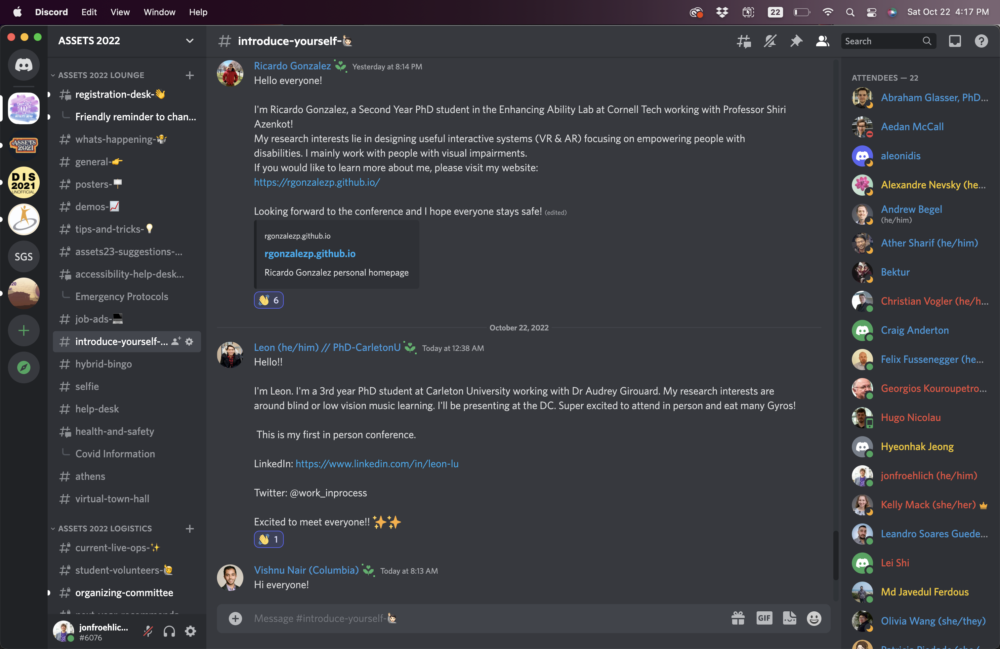 Discord Edit View Window Help 22 Sat Oct 22 4:17 PM
ASSETS 2022
ASSETS 2022 LOUNGE
registration-desk-👋
Friendly reminder to chan...
whats-happening-🤷
general-👉
posters-🪧
demos-📈
tips-and-tricks-💡
assets23-suggestions-...
accessibility-help-desk...
Emergency Protocols
job-ads-💻
introduce-yourself-...
hybrid-bingo
selfie
help-desk
health-and-safety
Covid Information
athens
virtual-town-hall
ASSETS 2022 LOGISTICS
current-live-ops-✨
student-volunteers-🙋
organizing-committee
jonfroehlic...
#6076
ASSETS 2022
ASSETS
2021
DIS
2021
UNOFFICIAL
SGS
20
introduce-yourself-🙋🏻
Search
Ricardo Gonzalez Yesterday at 8:14 PM
Hello everyone!
I'm Ricardo Gonzalez, a Second Year PhD student in the Enhancing Ability Lab at Cornell Tech working with Professor Shiri
Azenkot!
My research interests lie in designing useful interactive systems (VR & AR) focusing on empowering people with
disabilities. I mainly work with people with visual impairments.
If you would like to learn more about me, please visit my website:
https://rgonzalezp.github.io/
Looking forward to the conference and I hope everyone stays safe! (edited)
rgonzalezp.github.io
rgonzalezp.github.io
Ricardo Gonzalez personal homepage
👋 6
October 22, 2022
Leon (he/him) // PhD-CarletonU Today at 12:38 AM
Hello!!
I'm Leon. I'm a 3rd year PhD student at Carleton University working with Dr Audrey Girouard. My research interests are
around blind or low vision music learning. I'll be presenting at the DC. Super excited to attend in person and eat many Gyros!
This is my first in person conference.
LinkedIn: https://www.linkedin.com/in/leon-lu
Twitter: @work_inprocess
Excited to meet everyone!! ✨✨
👋 1
Vishnu Nair (Columbia) Today at 8:13 AM
Hi everyone!
Message #introduce-yourself-🙋🏻
GIF
ATTENDEES — 22
Abraham Glasser, PhD...
Aedan McCall
aleonidis
Alexandre Nevsky (he...
Andrew Begel
(he/him)
Ather Sharif (he/him)
Bektur
Christian Vogler (he/h...
Craig Anderton
Felix Fussenegger (he...
Georgios Kouroupetro...
Hugo Nicolau
Hyeonhak Jeong
jonfroehlich (he/him)
Kelly Mack (she/her)
Leandro Soares Guede...
Lei Shi
Md Javedul Ferdous
Olivia Wang (she/they)